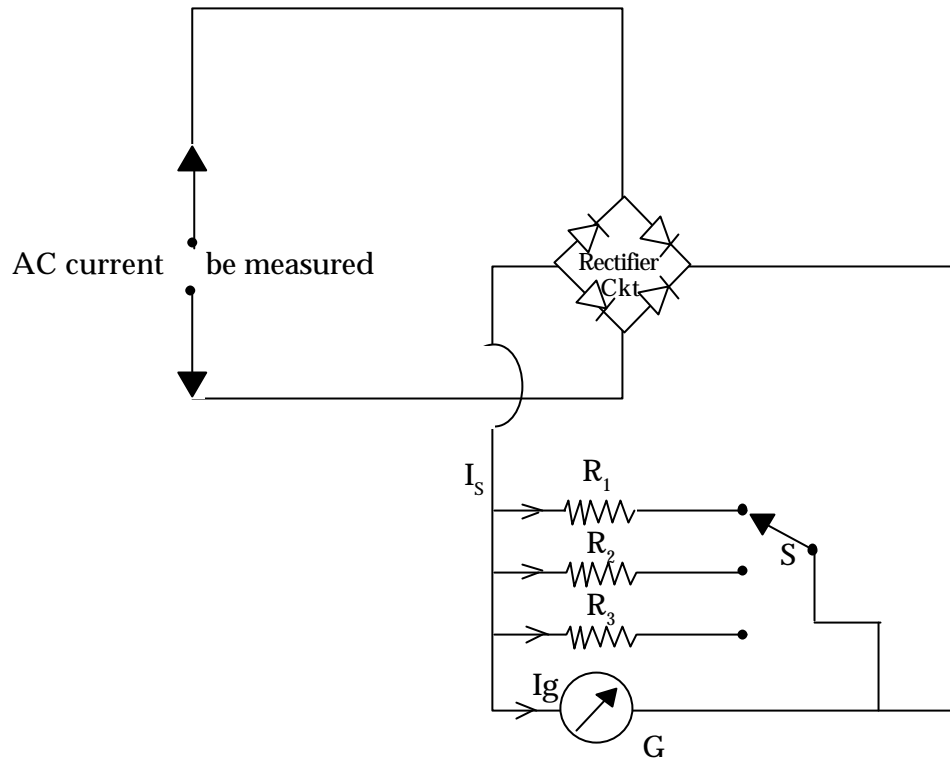 AC current be measured
Rectifier
Ckt
I_S
R_1
R_2
S
R_3
Ig
G